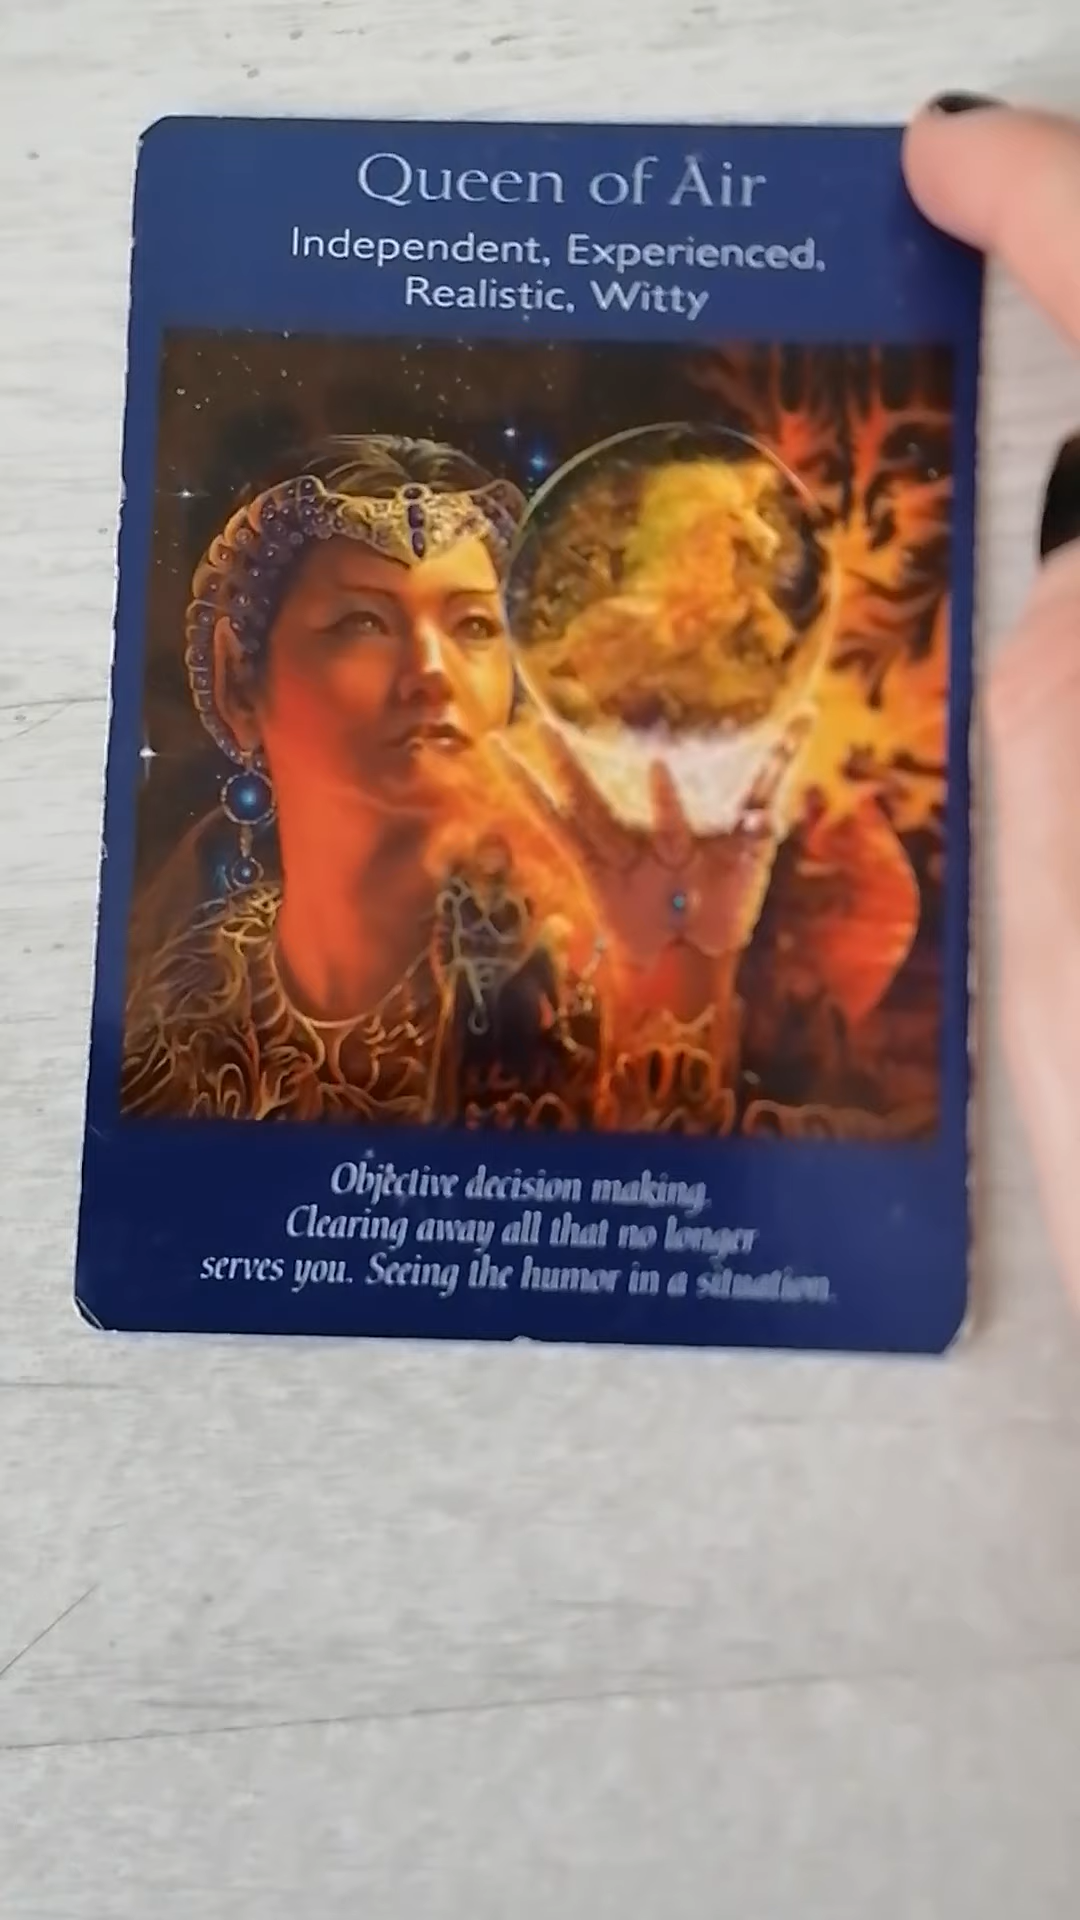 Queen of Air
Independent, Experienced,
Realistic, Witty
Objective decision making.
Clearing away all that no longer
serves you. Seeing the humor in a situation.